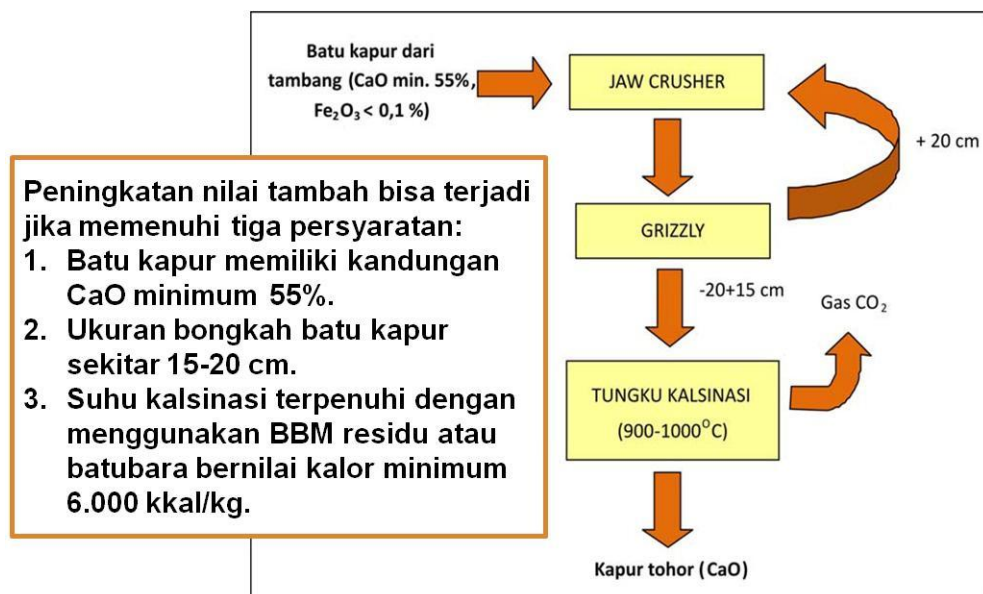 Batu kapur dari
tambang (CaO min. 55%,
Fe₂O₃ < 0,1 %)
JAW CRUSHER
+ 20 cm
GRIZZLY
-20+15 cm
Gas CO₂
TUNGKU KALSINASI
(900-1000°C)
Kapur tohor (CaO)
Peningkatan nilai tambah bisa terjadi
jika memenuhi tiga persyaratan:
1. Batu kapur memiliki kandungan
CaO minimum 55%.
2. Ukuran bongkah batu kapur
sekitar 15-20 cm.
3. Suhu kalsinasi terpenuhi dengan
menggunakan BBM residu atau
batubara bernilai kalor minimum
6.000 kkal/kg.